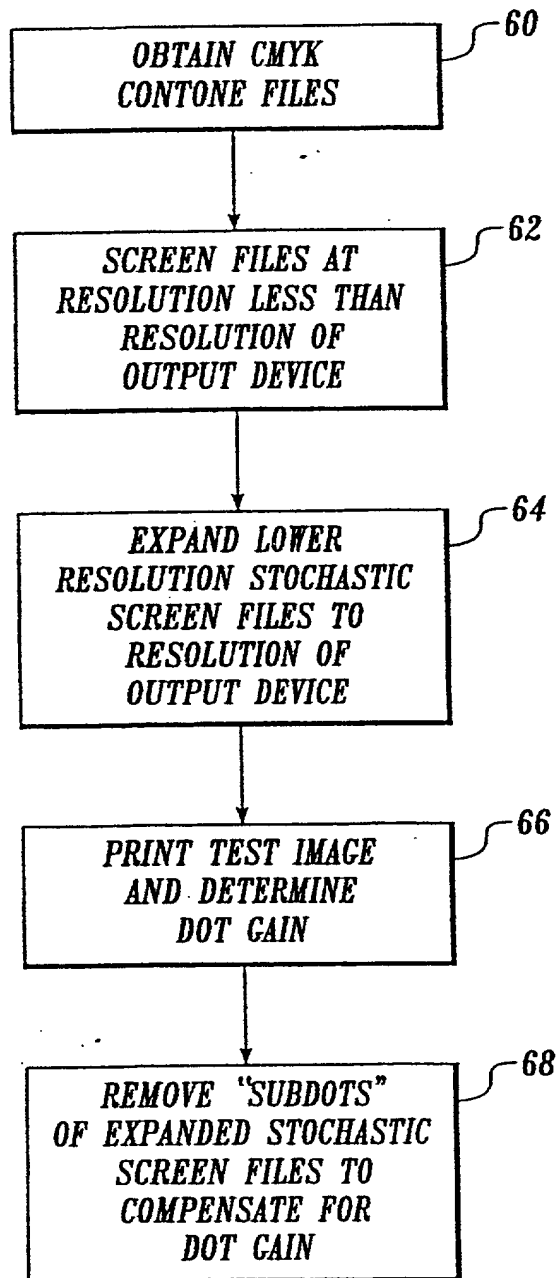 60
OBTAIN CMYK
CONTONE FILES
62
SCREEN FILES AT
RESOLUTION LESS THAN
RESOLUTION OF
OUTPUT DEVICE
64
EXPAND LOWER
RESOLUTION STOCHASTIC
SCREEN FILES TO
RESOLUTION OF
OUTPUT DEVICE
66
PRINT TEST IMAGE
AND DETERMINE
DOT GAIN
68
REMOVE "SUBDOTS"
OF EXPANDED STOCHASTIC
SCREEN FILES TO
COMPENSATE FOR
DOT GAIN